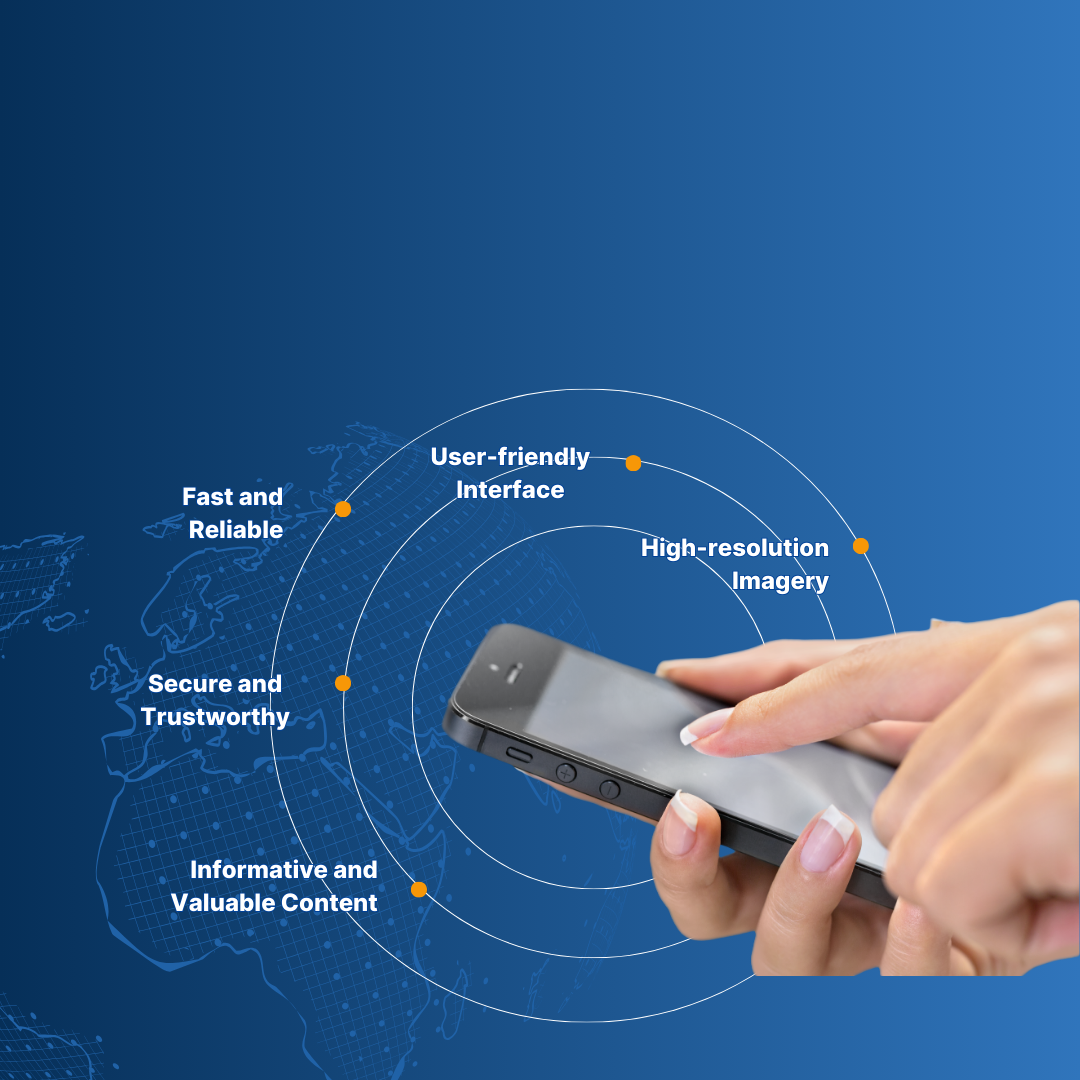 User-friendly
Interface
Fast and
Reliable
High-resolution
Imagery
Secure and
Trustworthy
Informative and
Valuable Content